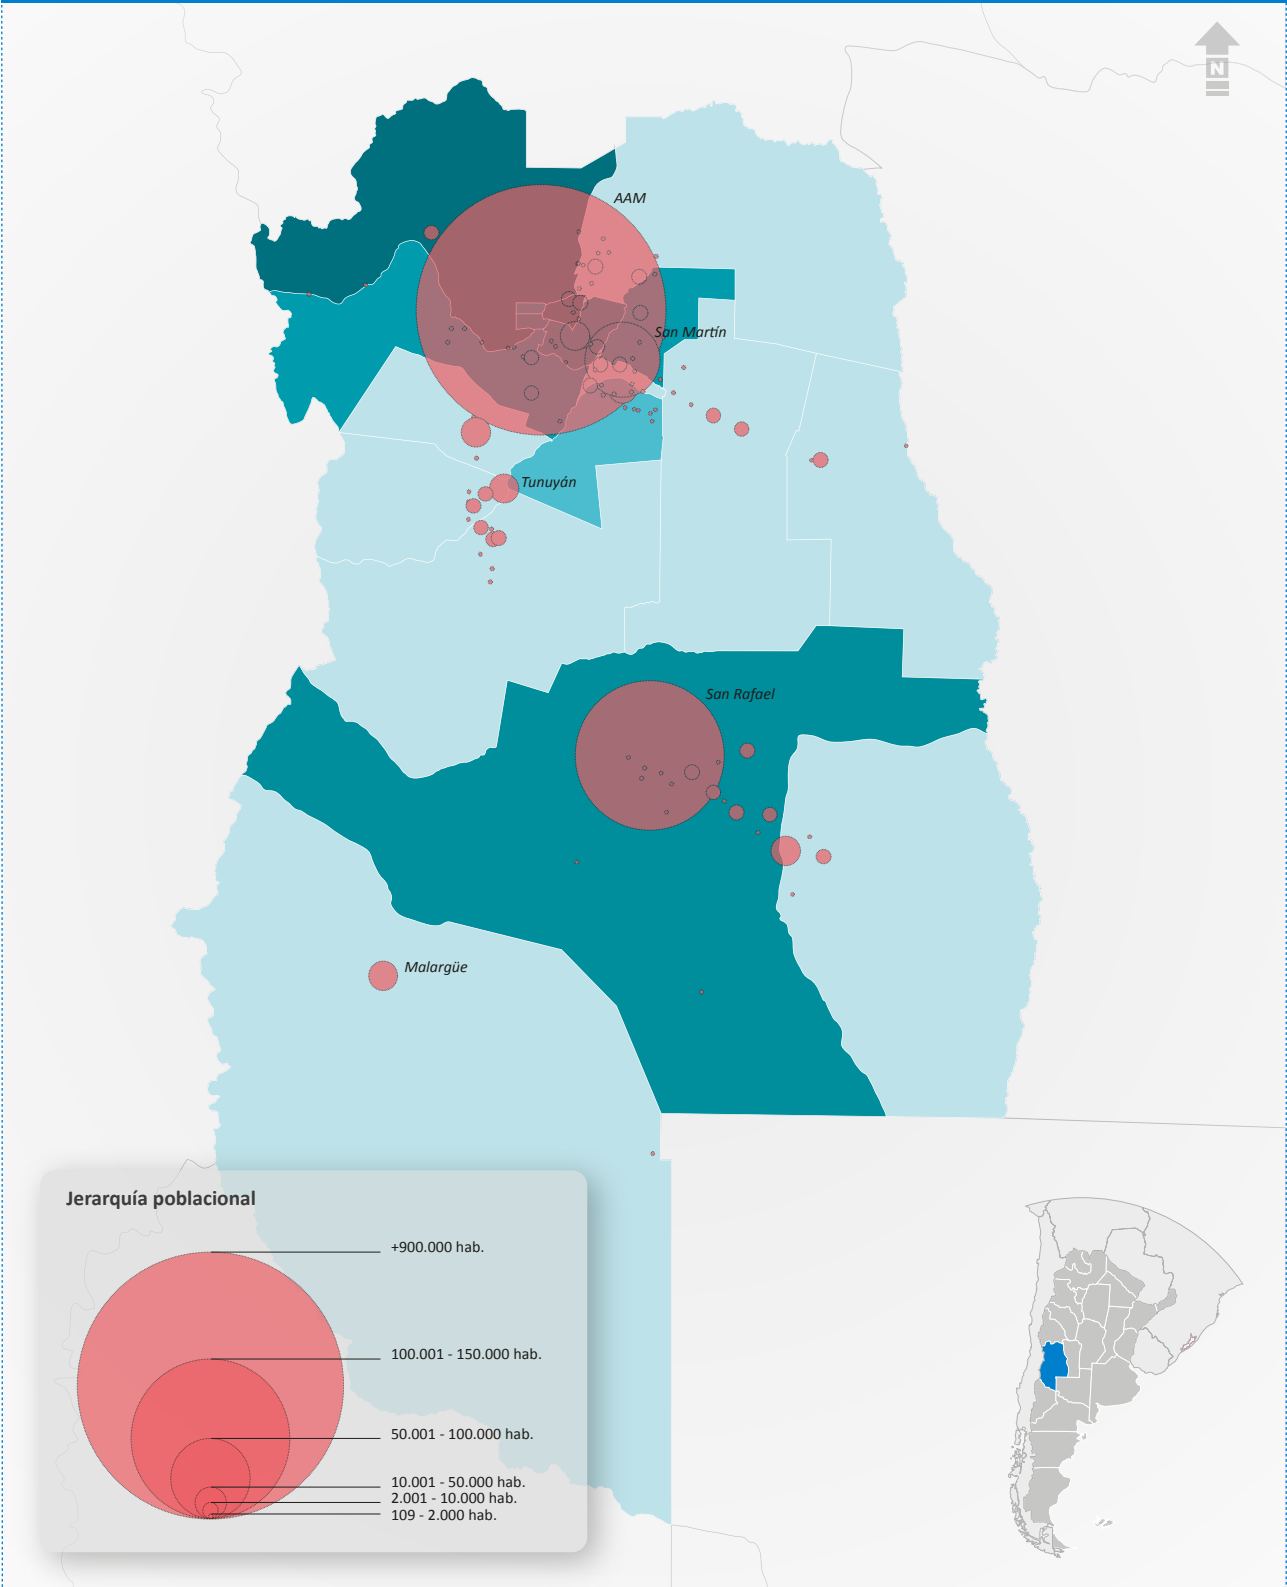 N
AAM
San Martín
Tunuyán
San Rafael
Malargüe
Jerarquía poblacional
+900.000 hab.
100.001 - 150.000 hab.
50.001 - 100.000 hab.
10.001 - 50.000 hab.
2.001 - 10.000 hab.
109 - 2.000 hab.